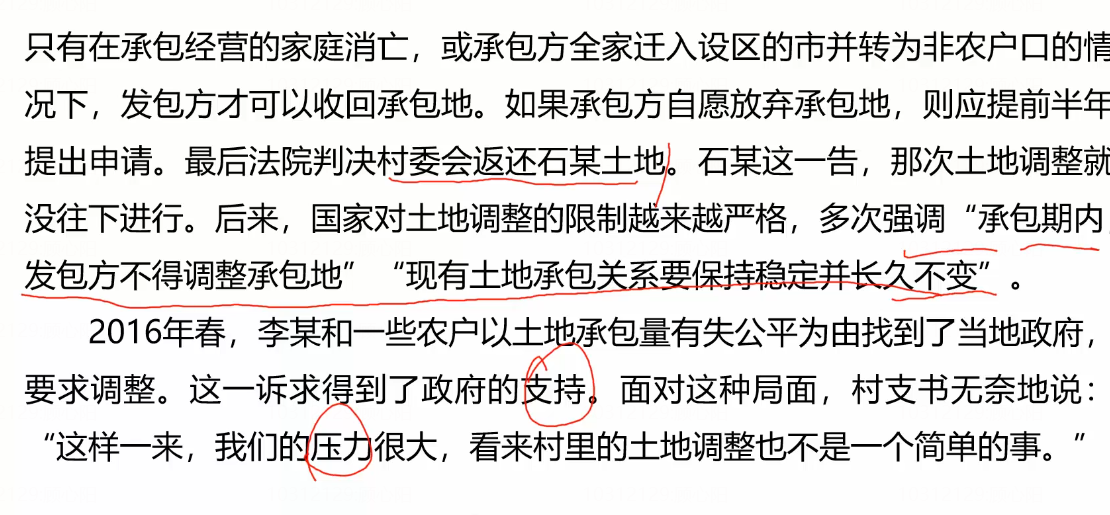 只有在承包经营的家庭消亡，或承包方全家迁入设区的市并转为非农户口的情
况下，发包方才可以收回承包地。如果承包方自愿放弃承包地，则应提前半年
提出申请。最后法院判决村委会返还石某土地。石某这一告，那次土地调整就
没往下进行。后来，国家对土地调整的限制越来越严格，多次强调“承包期内，
发包方不得调整承包地”“现有土地承包关系要保持稳定并长久不变”。
2016年春，李某和一些农户以土地承包量有失公平为由找到了当地政府，
要求调整。这一诉求得到了政府的支持。面对这种局面，村支书无奈地说：
“这样一来，我们的压力很大，看来村里的土地调整也不是一个简单的事。”